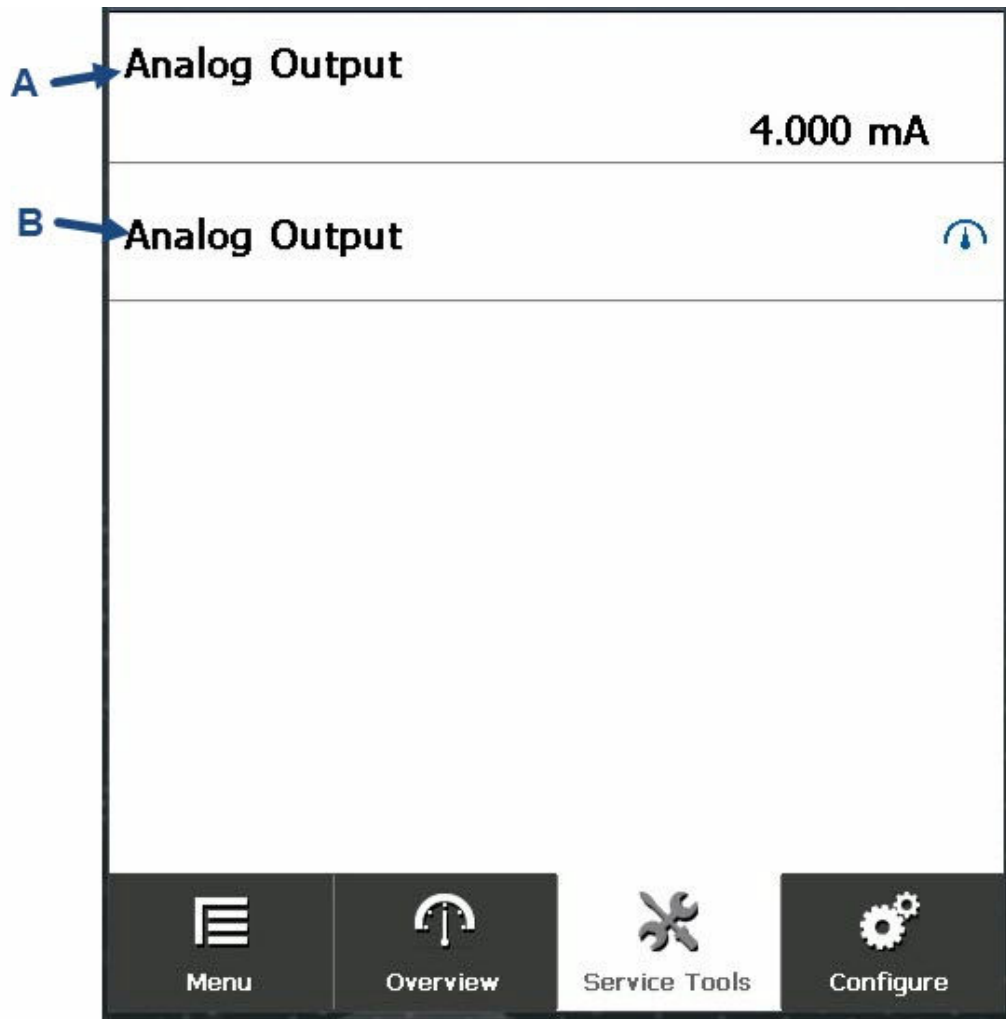 A
Analog Output
4.000 mA
B
Analog Output
Menu
Overview
Service Tools
Configure